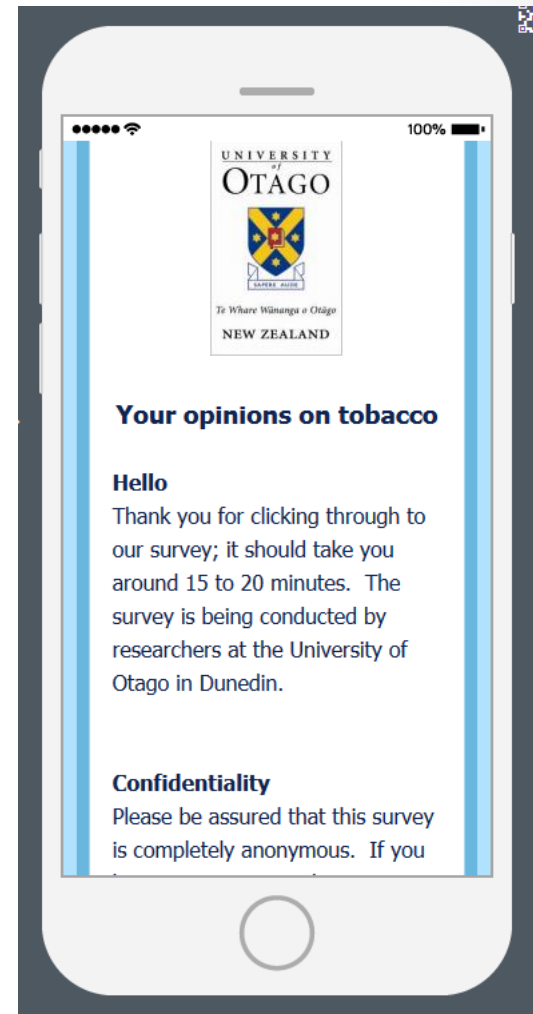 100%
UNIVERSITY
of
OTAGO
SAPERE AUDE
Te Whare Wānanga o Otāgo
NEW ZEALAND
Your opinions on tobacco
Hello
Thank you for clicking through to
our survey; it should take you
around 15 to 20 minutes.  The
survey is being conducted by
researchers at the University of
Otago in Dunedin.
Confidentiality
Please be assured that this survey
is completely anonymous.  If you